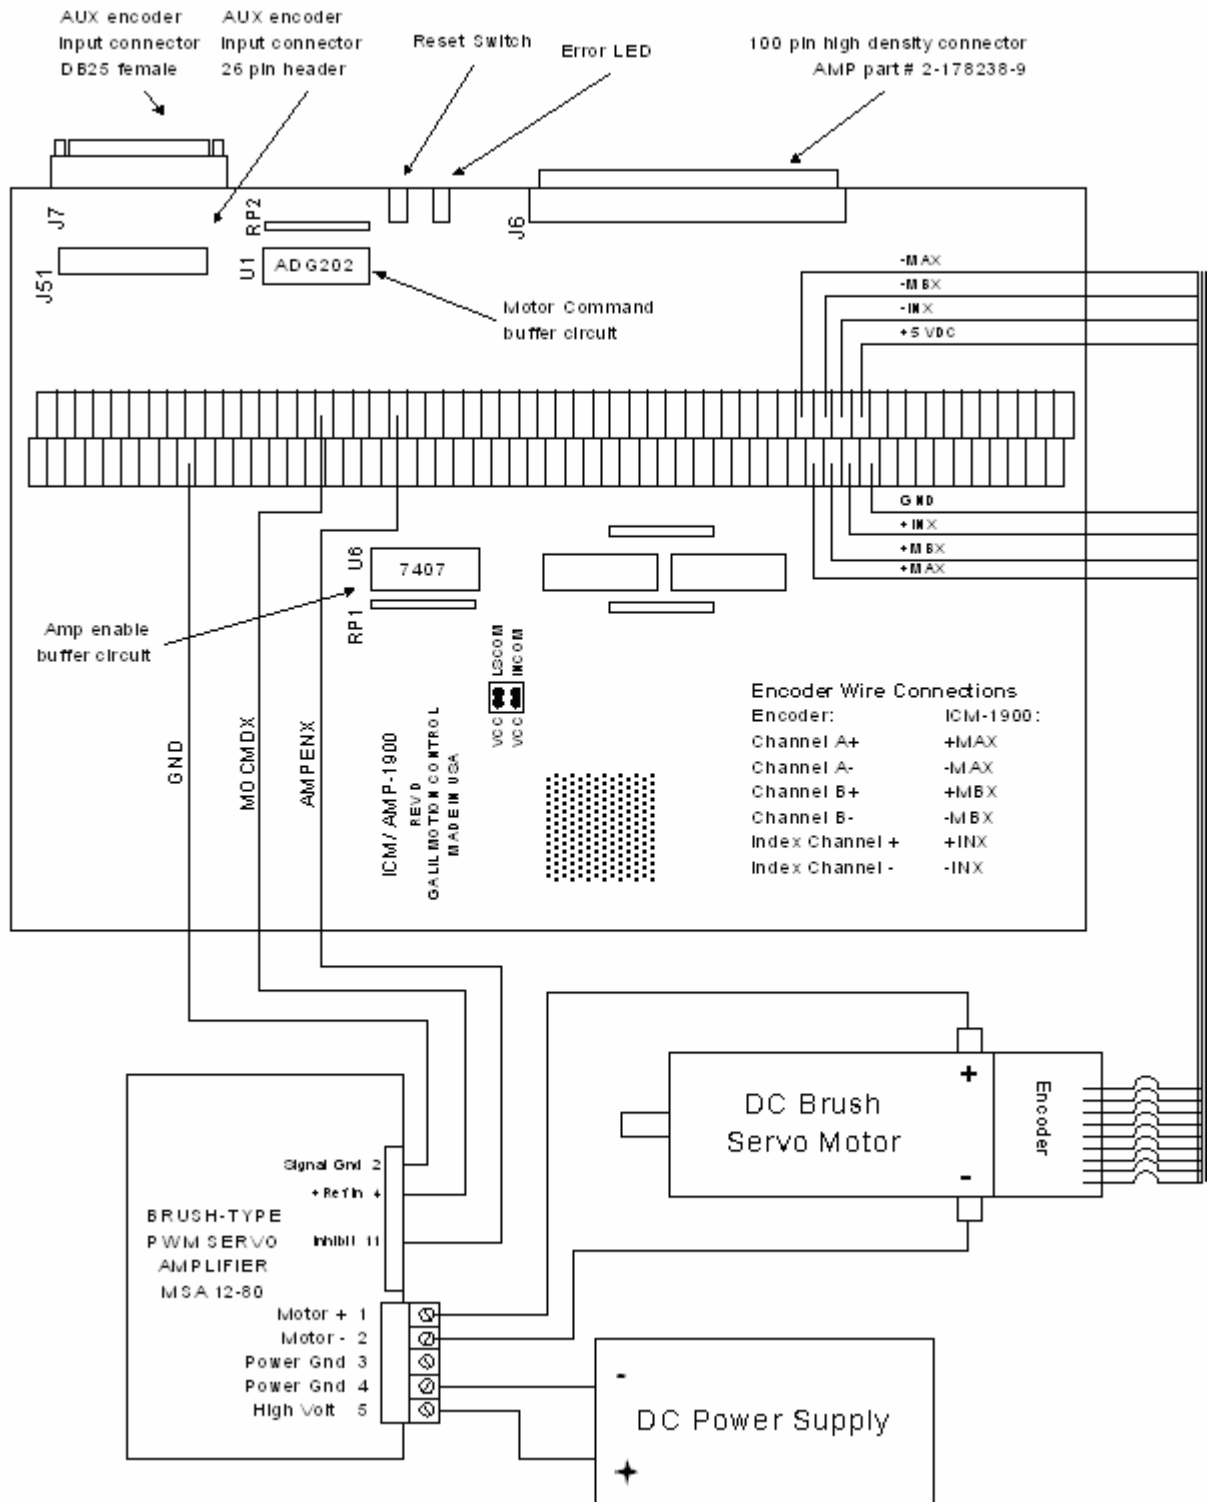 AUX encoder
Input connector
DB25 female
AUX encoder
Input connector
26 pin header
Reset Switch
Error LED
100 pin high density connector
AMP part # 2-178238-9
J7
J51
RP2
U1
ADG202
J6
Motor Command
buffer circuit
-MAX
-MBX
-INX
+5 VDC
GND
+INX
+MBX
+MAX
U6
7407
RP1
Amp enable
buffer circuit
LSCOM
INCOM
VCC
VCC
GND
MOCMDX
AMPENX
ICM/ AMP-1900
REV D
GALIL MOTION CONTROL
MADE IN USA
Encoder Wire Connections
Encoder: ICM-1900:
Channel A+ +MAX
Channel A- -MAX
Channel B+ +MBX
Channel B- -MBX
Index Channel + +INX
Index Channel - -INX
+
DC Brush
Servo Motor
-
Encoder
Signal Gnd 2
+ Ref In 4
Inhibit 11
BRUSH-TYPE
PWM SERVO
AMPLIFIER
MSA 12-80
Motor + 1
Motor - 2
Power Gnd 3
Power Gnd 4
High Volt 5
-
DC Power Supply
+